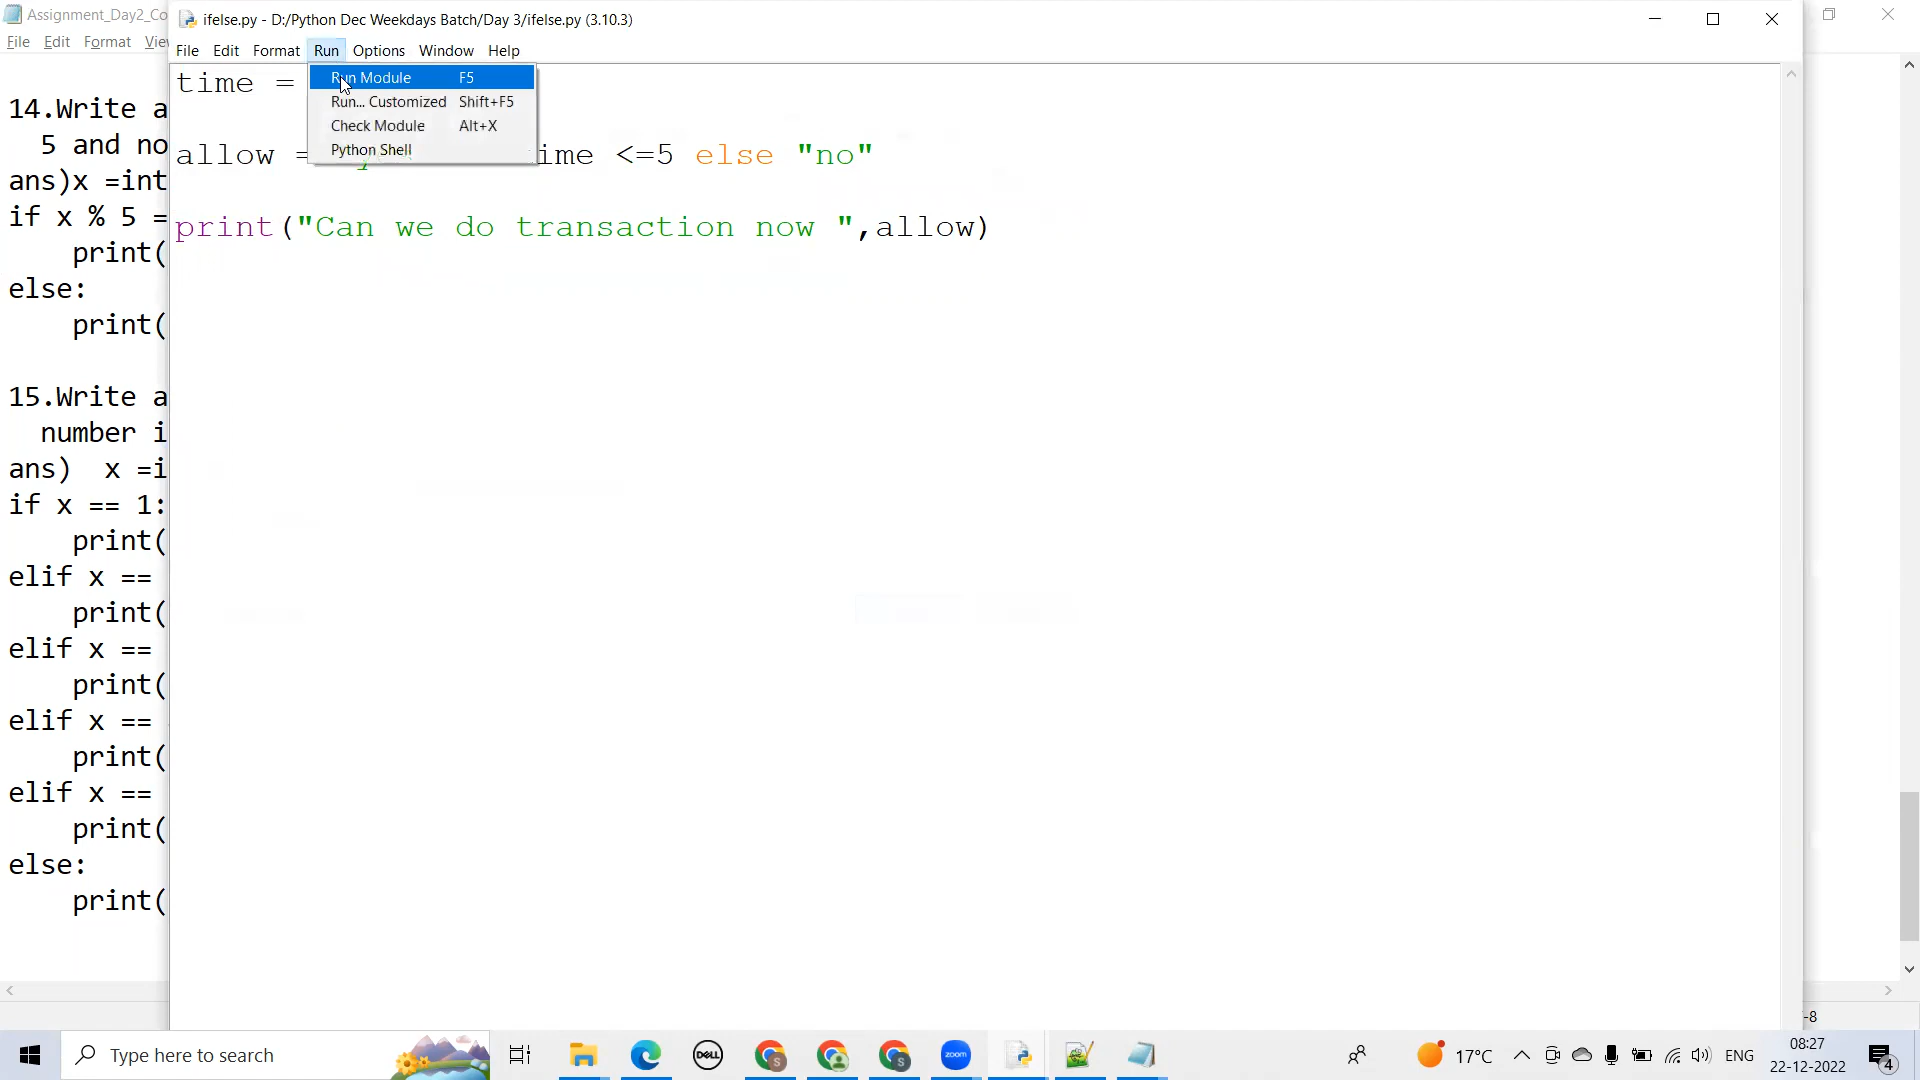 Assignment_Day2_Co
File Edit Format Vie
14.Write a
5 and no
ans)x =int
if x % 5 =
print(
else:
print(
15.Write a
number i
ans)  x =i
if x == 1:
print(
elif x ==
print(
elif x ==
print(
elif x ==
print(
elif x ==
print(
else:
print(
ifelse.py - D:/Python Dec Weekdays Batch/Day 3/ifelse.py (3.10.3)
File Edit Format Run Options Window Help
Run Module F5
Run... Customized Shift+F5
Check Module Alt+X
Python Shell
time =
allow = ime <=5 else "no"
print("Can we do transaction now ",allow)
-8
Type here to search
DELL
S
S
zoom
17°C
ENG
08:27
22-12-2022
4